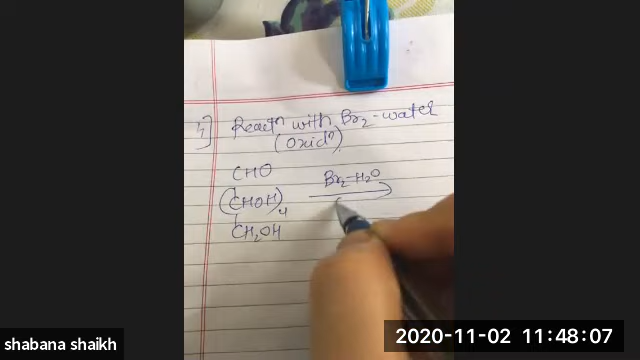 4] Reactn with Br2-water
(Oxidn)
CHO
(CHOH)4 Br2-H2O
CH2OH
shabana shaikh
2020-11-02 11:48:07